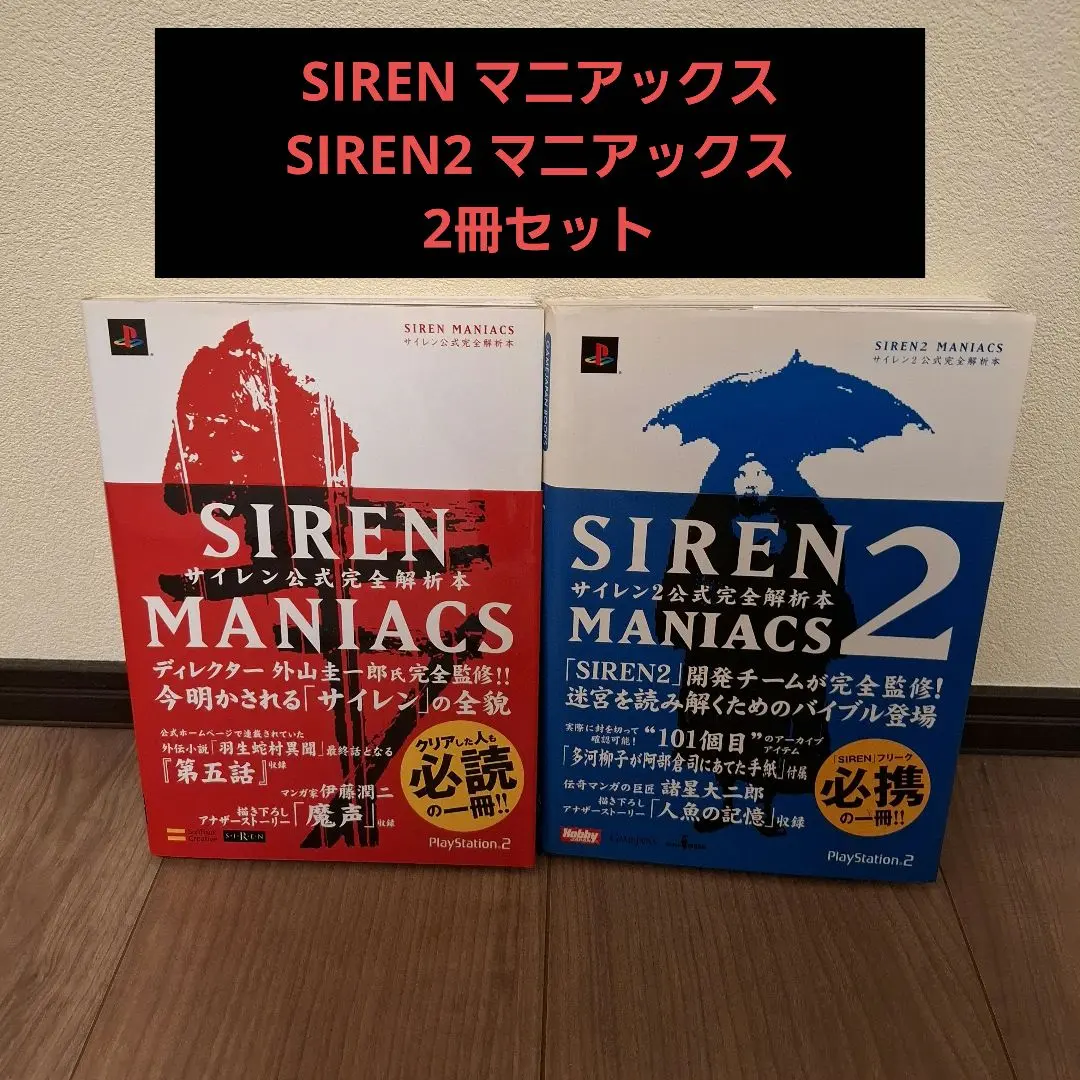 SIREN マニアックス
SIREN2 マニアックス
2冊セット
SIREN MANIACS
サイレン公式完全解析本
SIREN
サイレン公式完全解析本
MANIACS
ディレクター 外山圭一郎氏完全監修!!
今明かされる「サイレン」の全貌
公式ホームページで連載されていた
外伝小説「羽生蛇村異聞」最終話となる
『第五話』収録
マンガ家 伊藤潤二
描き下ろし
アナザーストーリー「魔声」収録
クリアした人も
必読
の一冊!!
SoftBank
Creative
SIREN
PlayStation.2
GAMEJAPAN BOOKS
SIREN2 MANIACS
サイレン2公式完全解析本
SIREN 2
サイレン2公式完全解析本
MANIACS
「SIREN2」開発チームが完全監修!
迷宮を読み解くためのバイブル登場
実際に封を切って
確認可能!
“101個目”のアーカイブ
アイテム
「多河柳子が阿部倉司にあてた手紙」付属
伝奇マンガの巨匠 諸星大二郎
描き下ろし
アナザーストーリー「人魚の記憶」収録
「SIREN」フリーク
必携
の一冊!!
Hobby
JAPAN
PlayStation.2